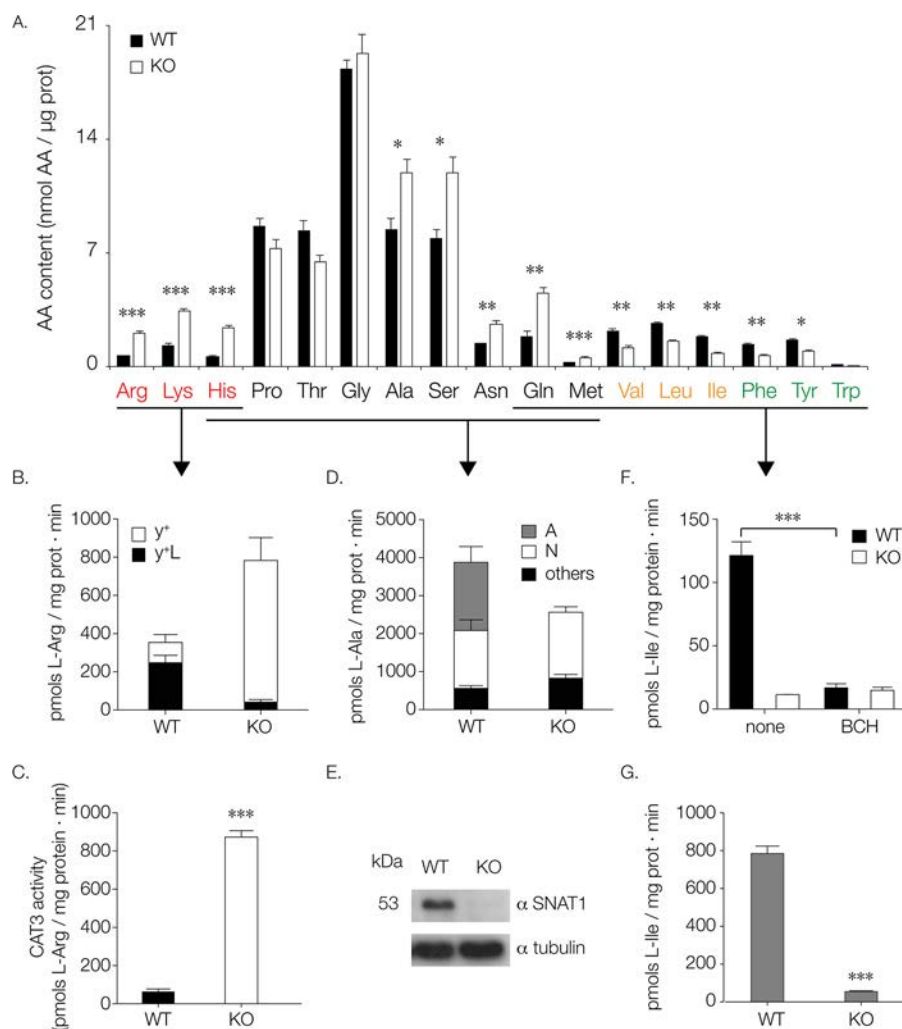 A.
AA content (nmol AA / µg prot)
21
14
7
0
WT
KO
***
***
***
*
*
**
**
***
**
**
**
**
*
Arg Lys His Pro Thr Gly Ala Ser Asn Gln Met Val Leu Ile Phe Tyr Trp
B.
pmols L-Arg / mg prot · min
1000
800
600
400
200
0
y⁺
y⁺L
WT KO
D.
pmols L-Ala / mg prot · min
5000
4000
3000
2000
1000
0
A
N
others
WT KO
F.
pmols L-Ile / mg protein · min
150
100
50
0
***
WT
KO
none BCH
C.
CAT3 activity
(pmols L-Arg / mg protein · min)
1000
800
600
400
200
0
***
WT KO
E.
kDa WT KO
53 α SNAT1
α tubulin
G.
pmols L-Ile / mg prot · min
1000
800
600
400
200
0
***
WT KO